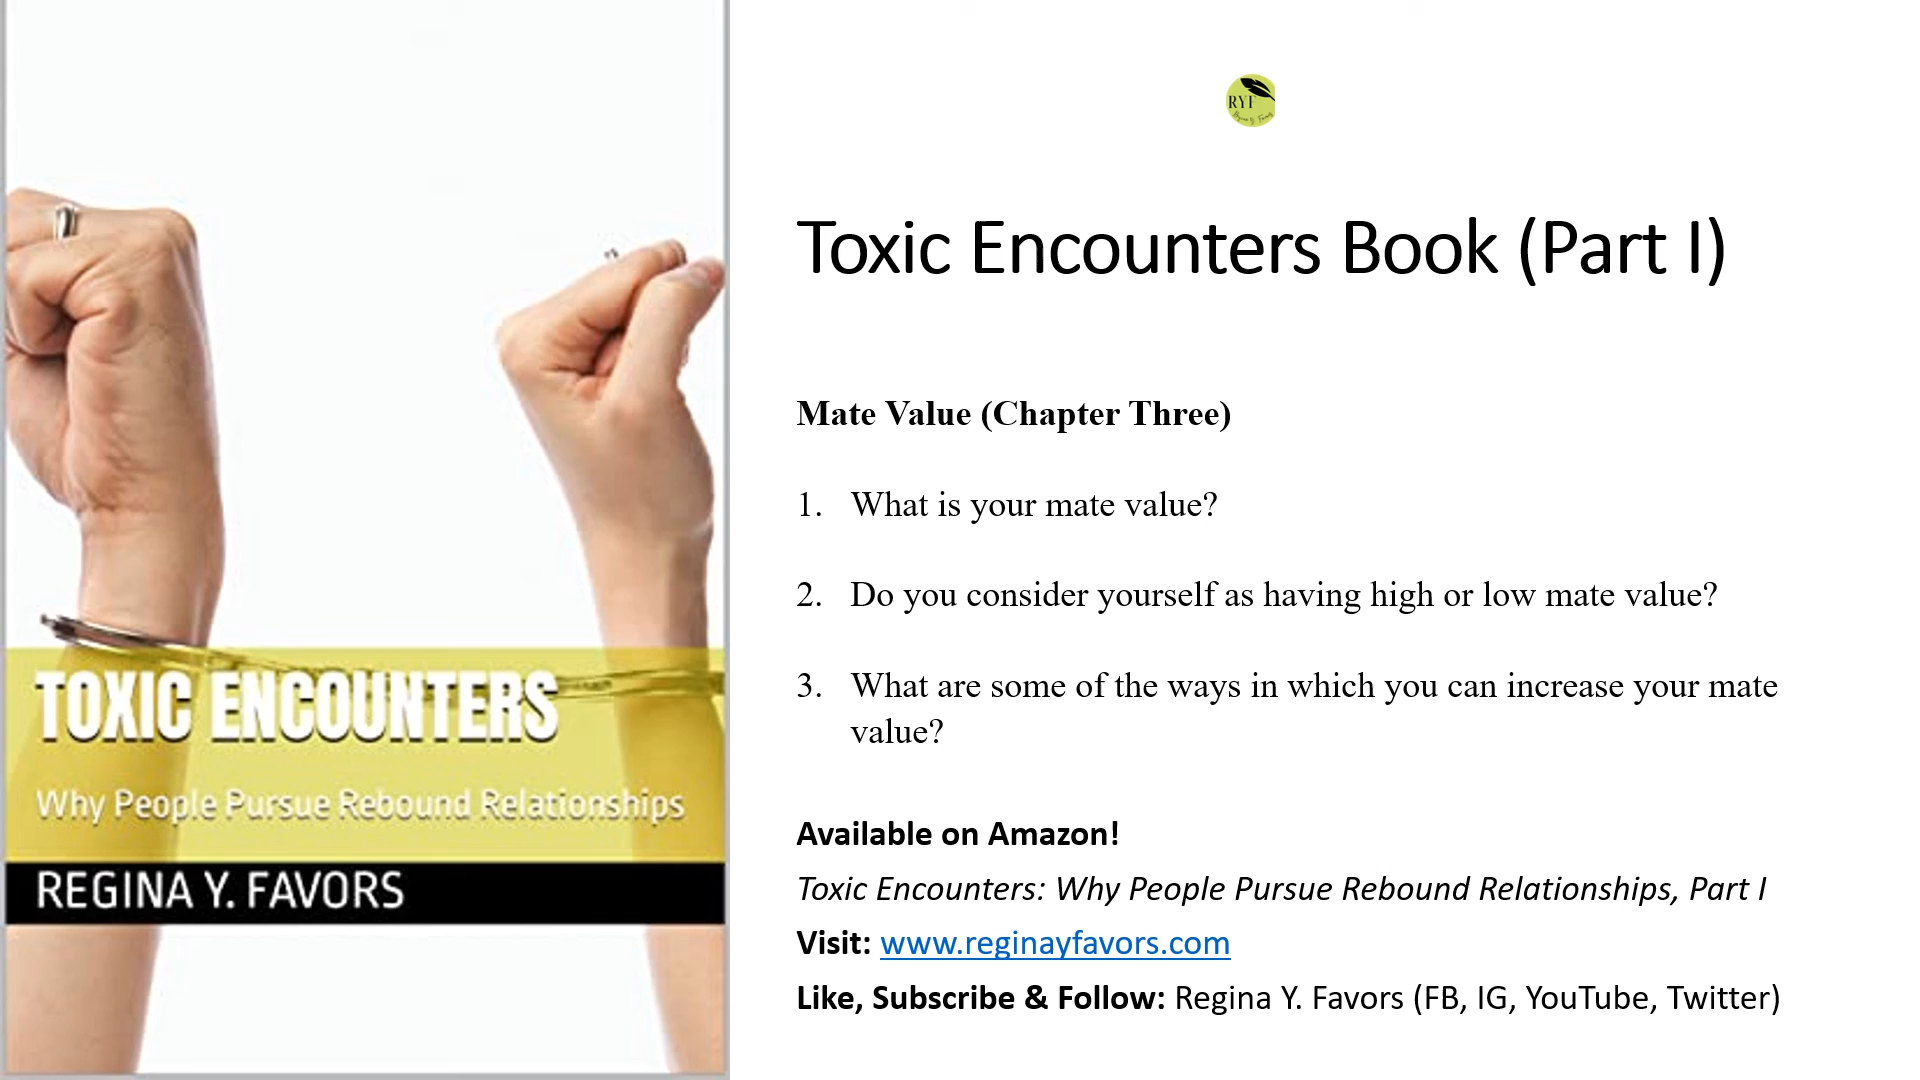 RYF
Regina Y. Favors
Toxic Encounters Book (Part I)
Mate Value (Chapter Three)
1. What is your mate value?
2. Do you consider yourself as having high or low mate value?
3. What are some of the ways in which you can increase your mate
value?
Available on Amazon!
Toxic Encounters: Why People Pursue Rebound Relationships, Part I
Visit: www.reginayfavors.com
Like, Subscribe & Follow: Regina Y. Favors (FB, IG, YouTube, Twitter)
TOXIC ENCOUNTERS
Why People Pursue Rebound Relationships
REGINA Y. FAVORS